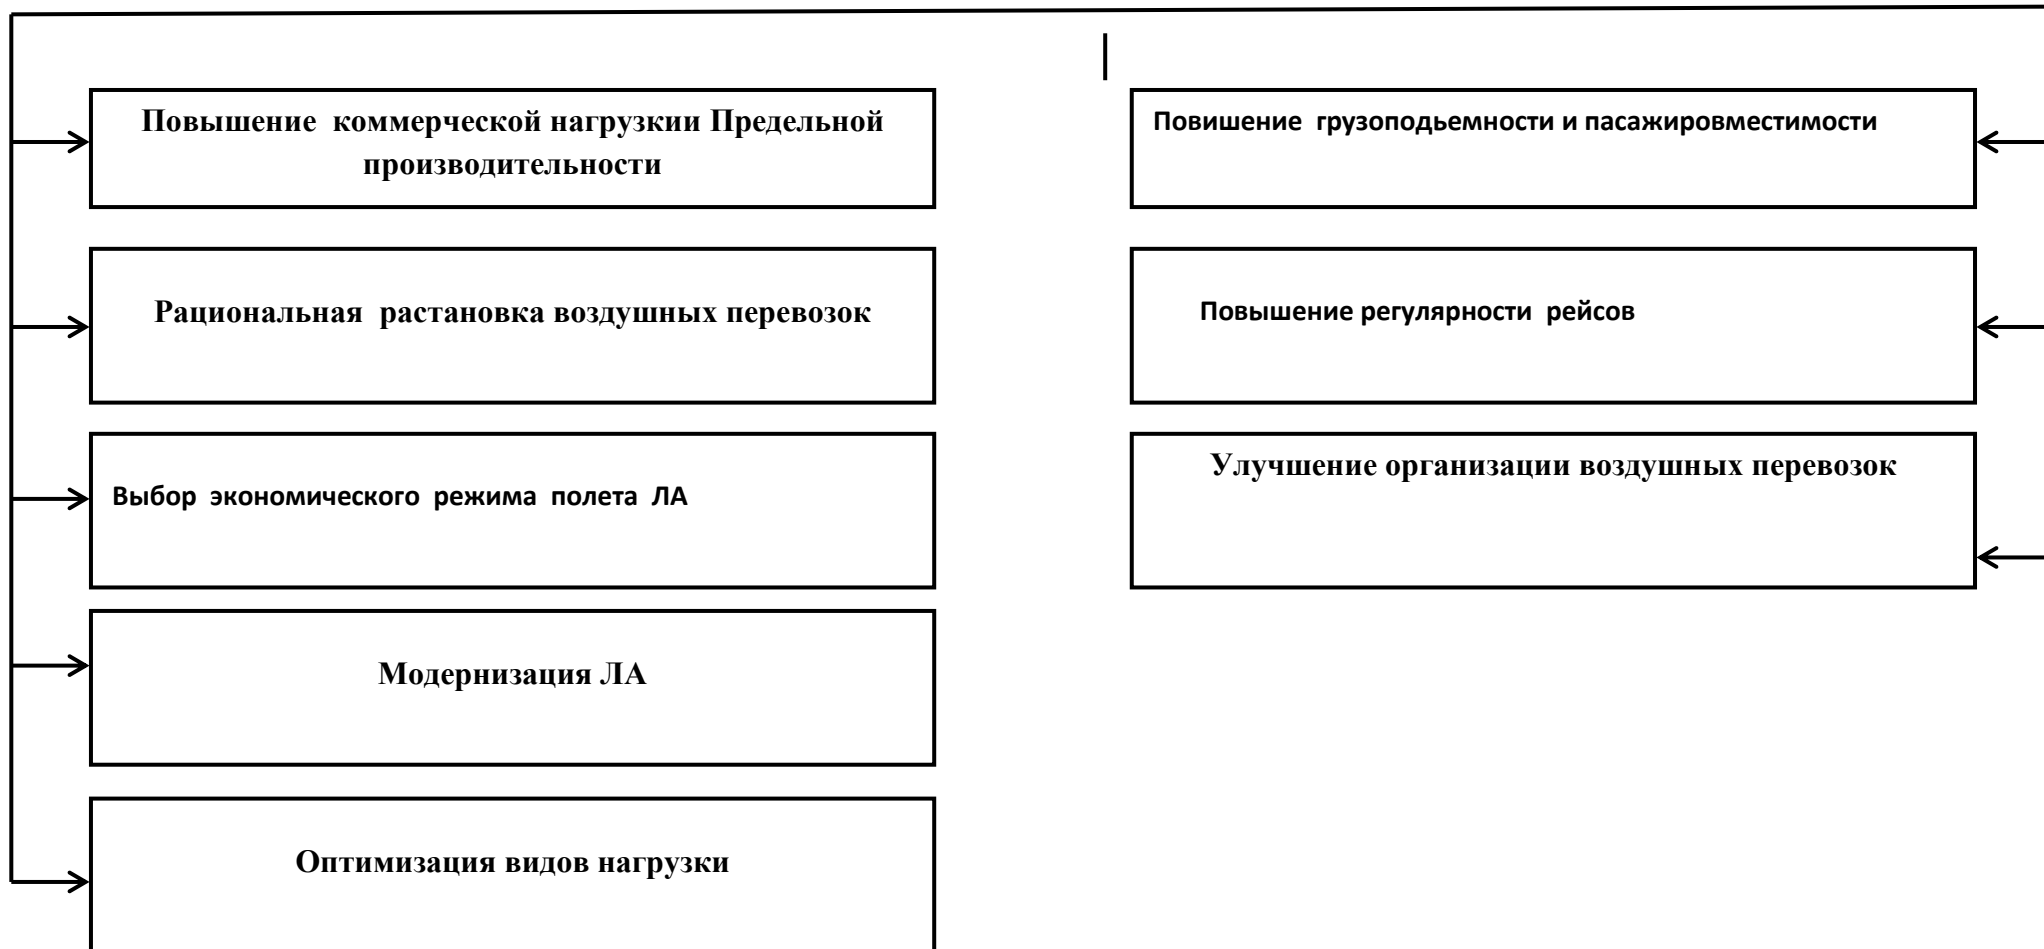 Повышение коммерческой нагрузкии Предельной
производительности
Рациональная растановка воздушных перевозок
Выбор экономического режима полета ЛА
Модернизация ЛА
Оптимизация видов нагрузки
Повишение грузоподьемности и пасажировместимости
Повышение регулярности рейсов
Улучшение организации воздушных перевозок